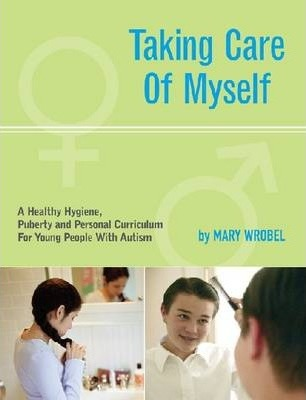 Taking Care
Of Myself
A Healthy Hygiene,
Puberty and Personal Curriculum
For Young People With Autism
by MARY WROBEL